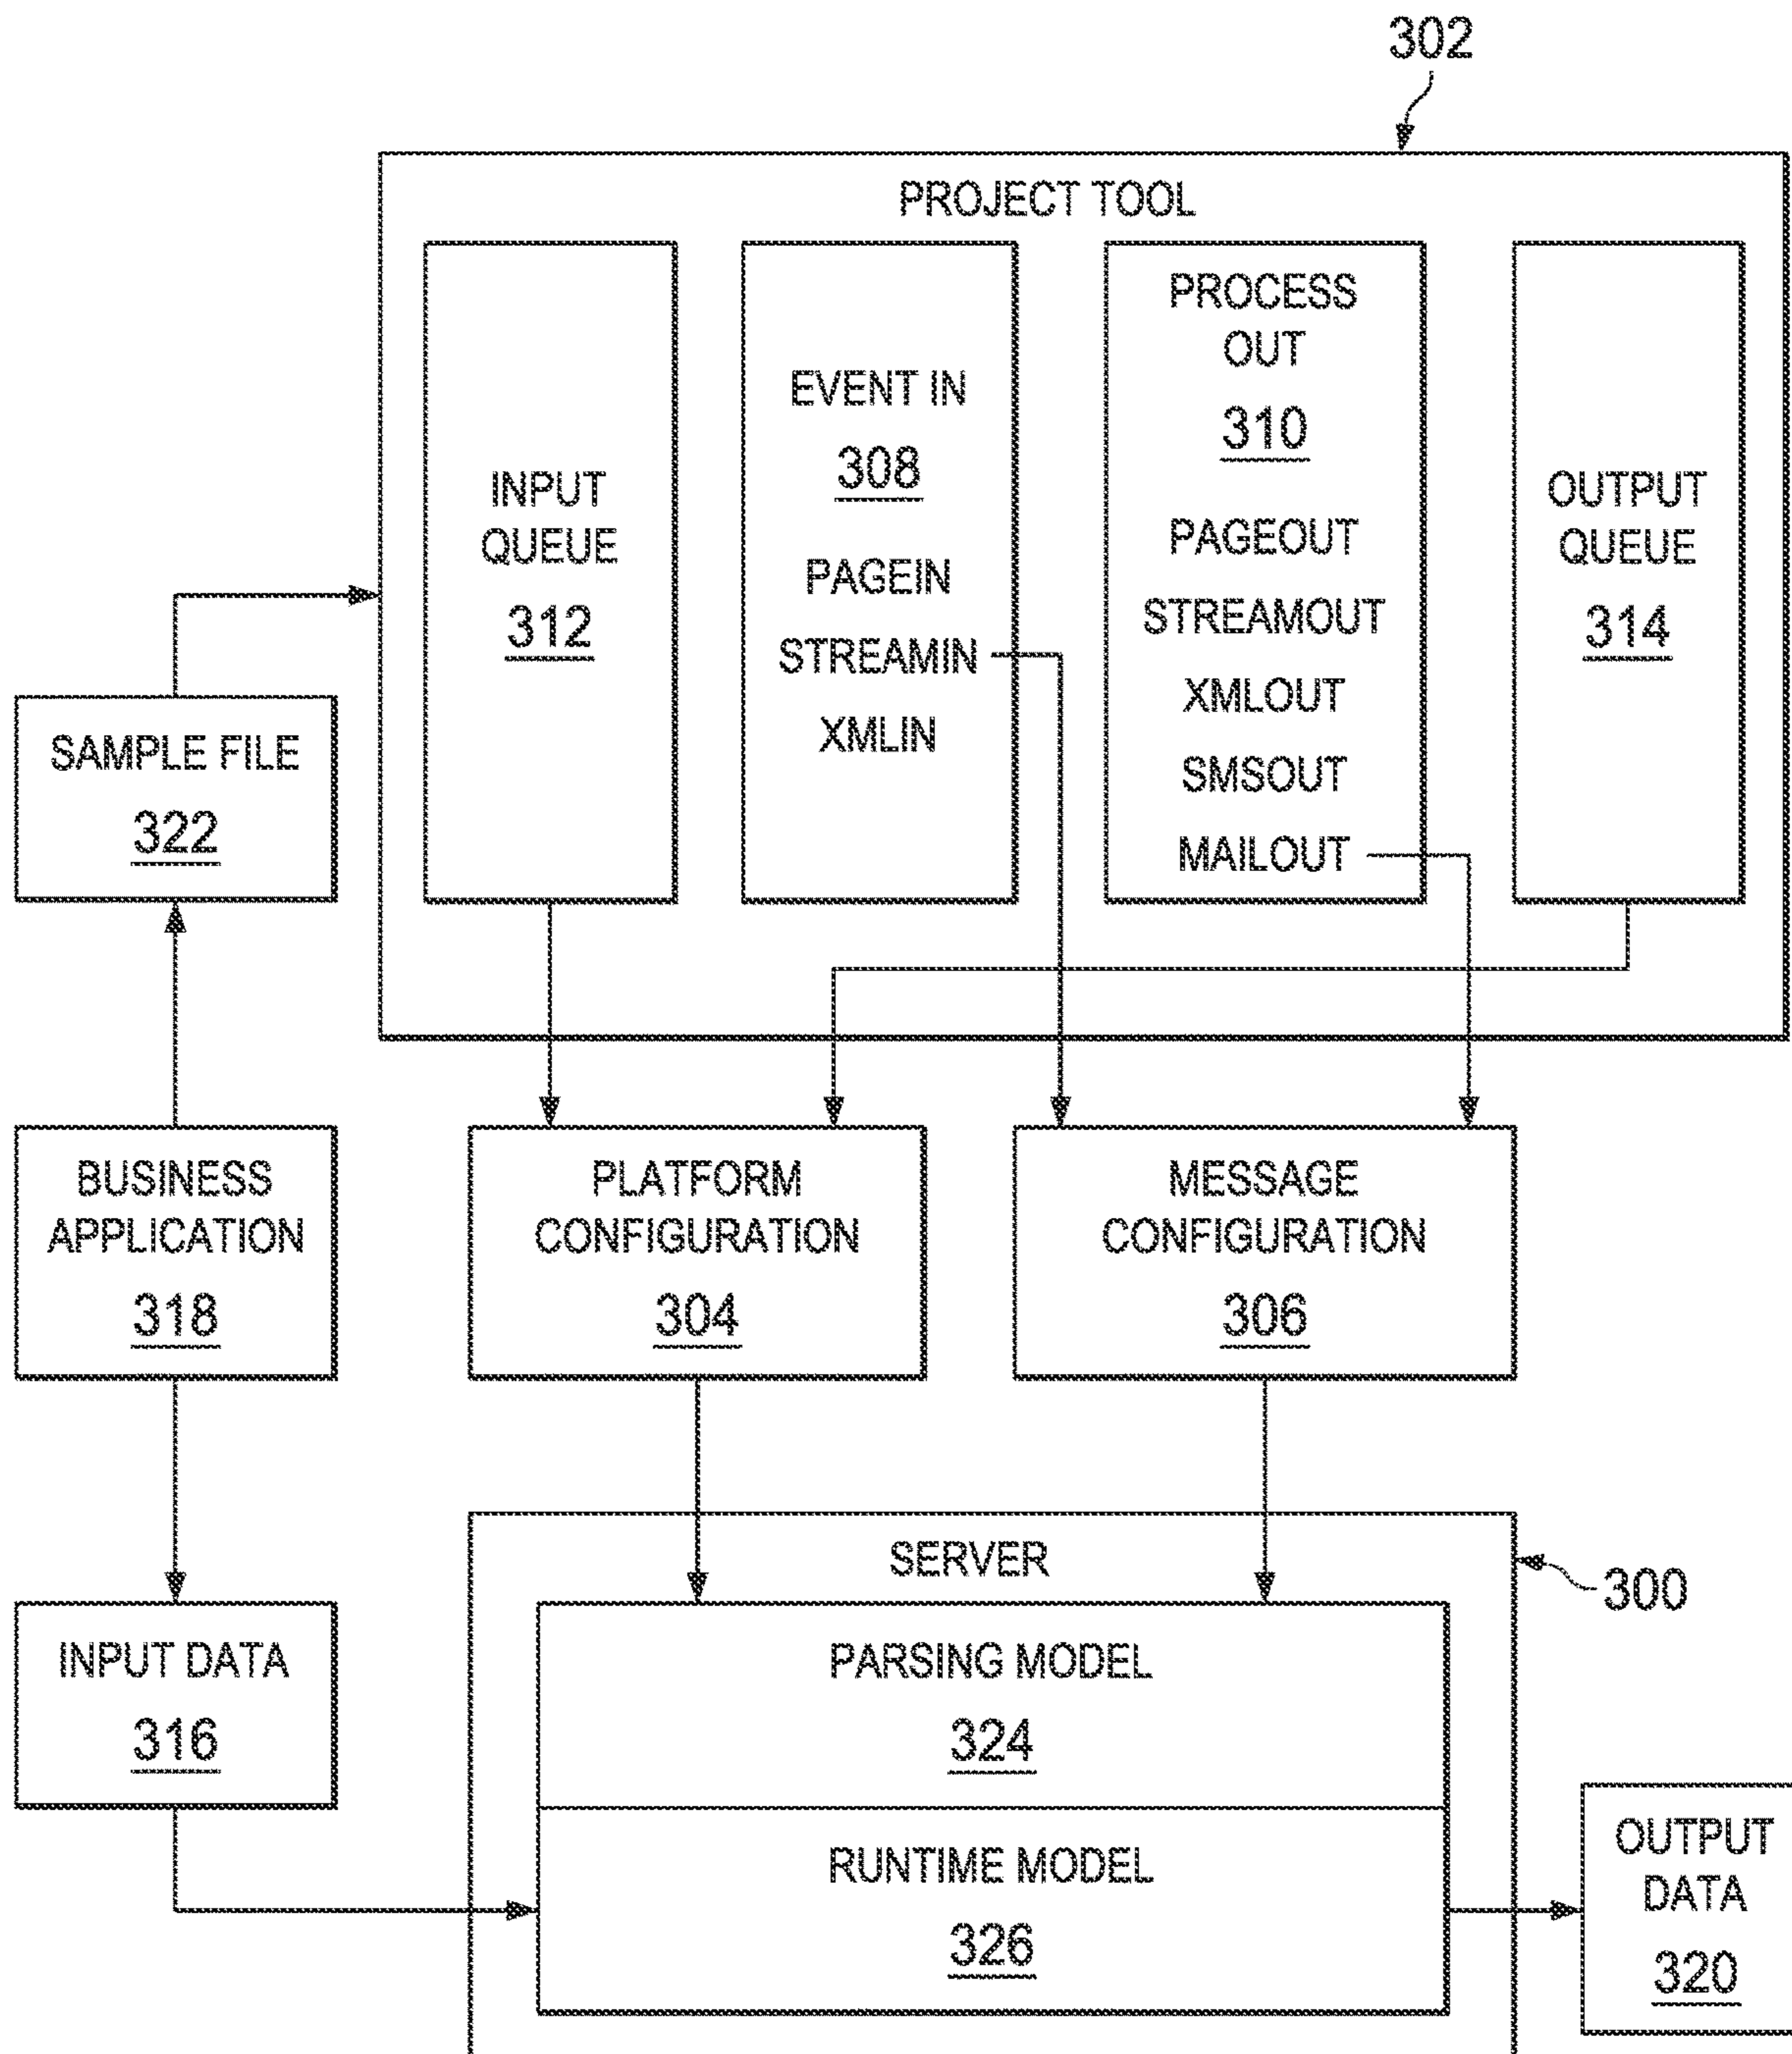 302
PROJECT TOOL
INPUT
QUEUE
312
EVENT IN
308
PAGEIN
STREAMIN
XMLIN
PROCESS
OUT
310
PAGEOUT
STREAMOUT
XMLOUT
SMSOUT
MAILOUT
OUTPUT
QUEUE
314
SAMPLE FILE
322
BUSINESS
APPLICATION
318
PLATFORM
CONFIGURATION
304
MESSAGE
CONFIGURATION
306
SERVER
300
INPUT DATA
316
PARSING MODEL
324
RUNTIME MODEL
326
OUTPUT
DATA
320